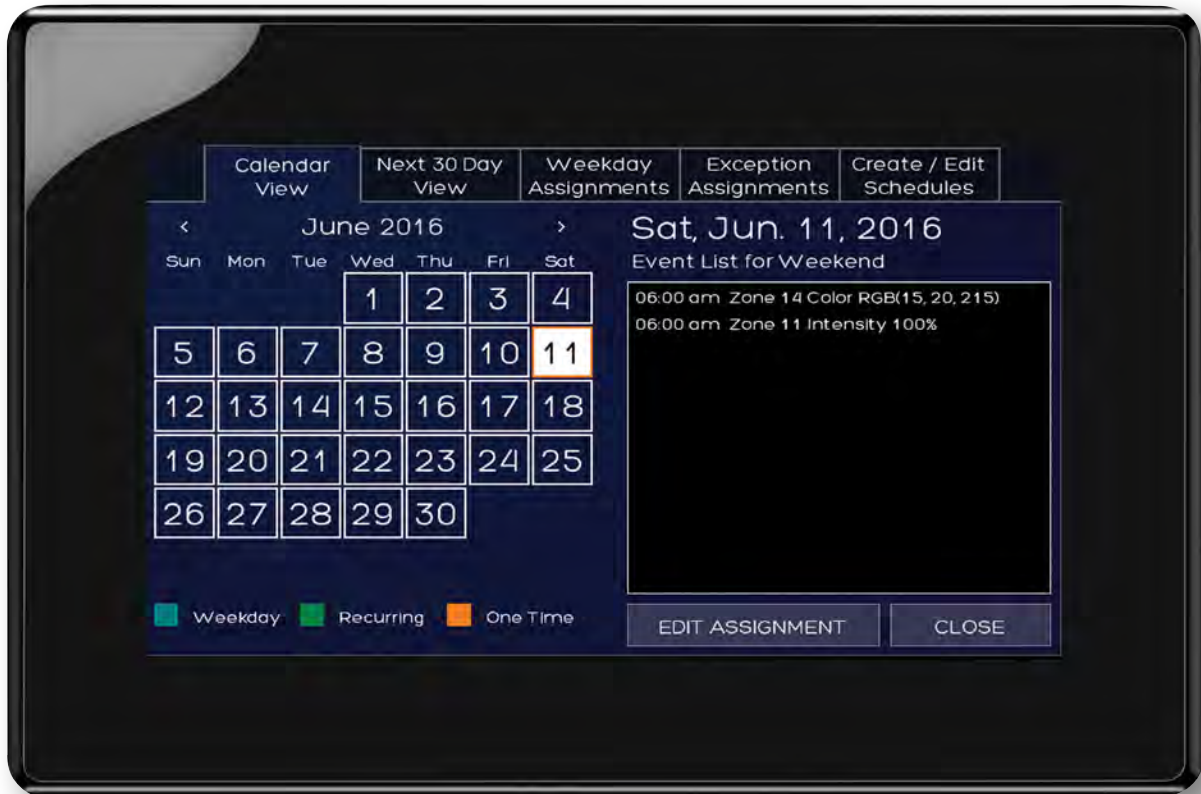 Calendar View
Next 30 Day View
Weekday Assignments
Exception Assignments
Create / Edit Schedules
< June 2016 >
Sun Mon Tue Wed Thu Fri Sat
1 2 3 4
5 6 7 8 9 10 11
12 13 14 15 16 17 18
19 20 21 22 23 24 25
26 27 28 29 30
Weekday Recurring One Time
Sat, Jun. 11, 2016
Event List for Weekend
06:00 am Zone 14 Color RGB(15, 20, 215)
06:00 am Zone 11 Intensity 100%
EDIT ASSIGNMENT CLOSE